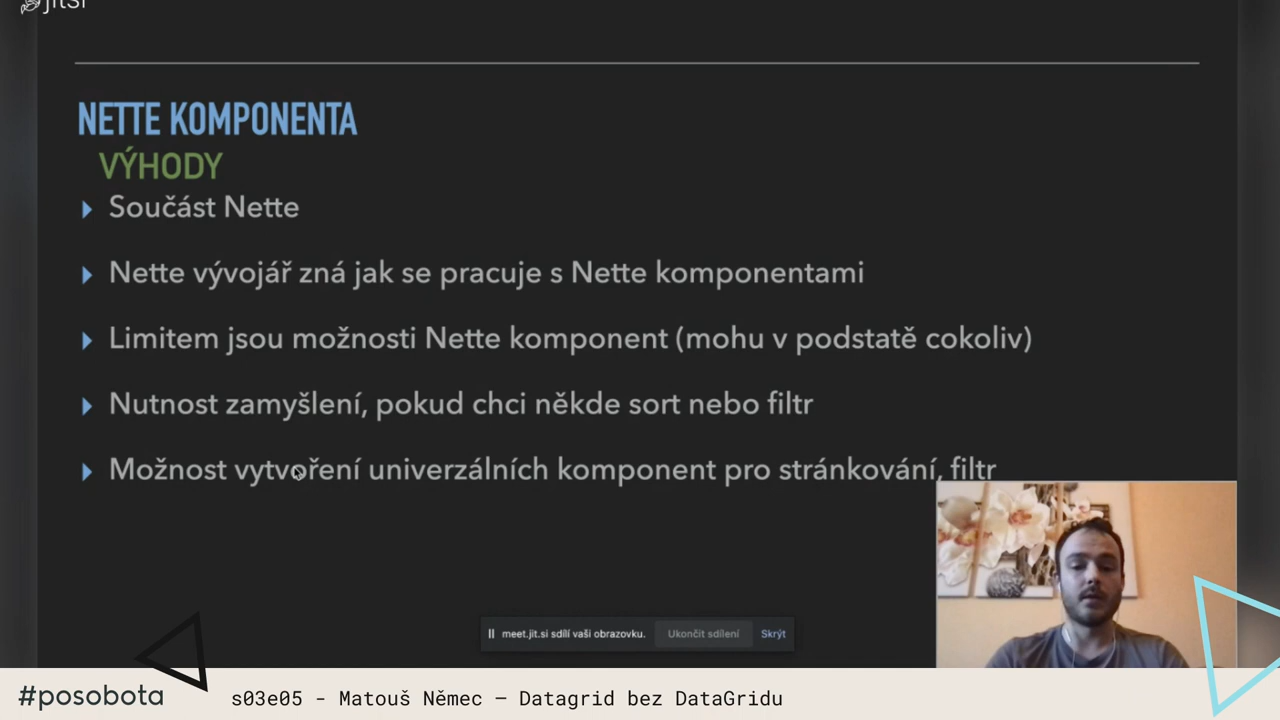 jitsi
NETTE KOMPONENTA
VÝHODY
Součást Nette
Nette vývojář zná jak se pracuje s Nette komponentami
Limitem jsou možnosti Nette komponent (mohu v podstatě cokoliv)
Nutnost zamyšlení, pokud chci někde sort nebo filtr
Možnost vytvoření univerzálních komponent pro stránkování, filtr
meet.jit.si sdílí vaši obrazovku. Ukončit sdílení Skrýt
#posobota s03e05 - Matouš Němec – Datagrid bez DataGridu